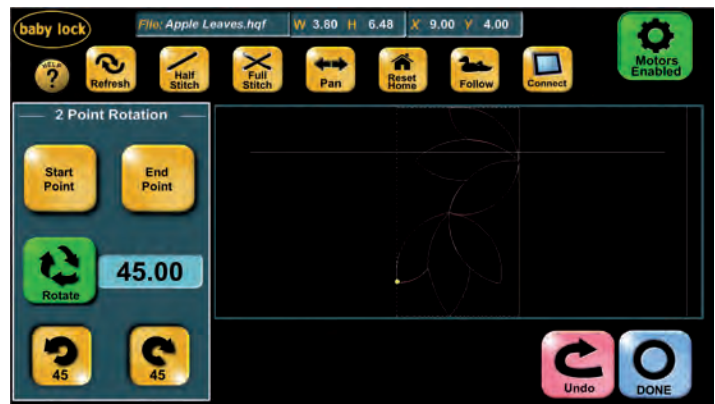 baby lock
File: Apple Leaves.hqf W 3.80 H 6.48 X 9.00 Y 4.00
Motors
Enabled
HELP
?
Refresh
Half
Stitch
Full
Stitch
Pan
Reset
Home
Follow
Connect
2 Point Rotation
Start
Point
End
Point
Rotate
45.00
45
45
Undo
DONE